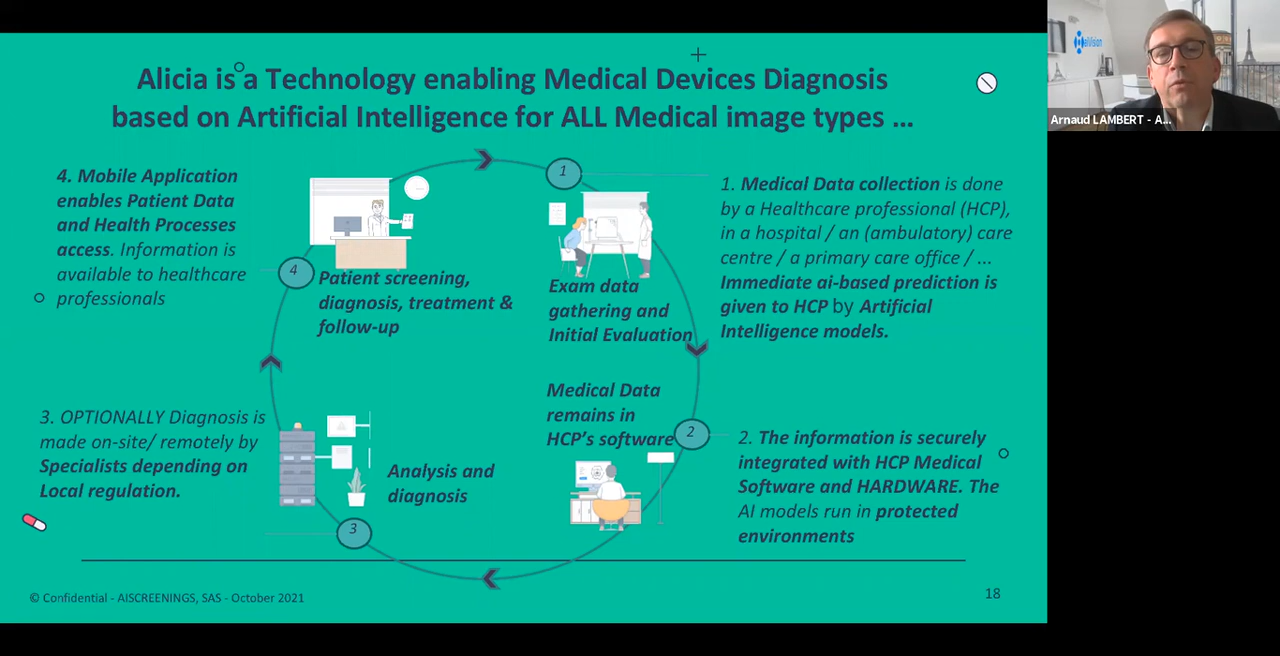 Alicia is a Technology enabling Medical Devices Diagnosis
based on Artificial Intelligence for ALL Medical image types ...
1
1. Medical Data collection is done
by a Healthcare professional (HCP),
in a hospital / an (ambulatory) care
centre / a primary care office / ...
Immediate ai-based prediction is
given to HCP by Artificial
Intelligence models.
Exam data
gathering and
Initial Evaluation
Medical Data
remains in
HCP's software
2
2. The information is securely
integrated with HCP Medical
Software and HARDWARE. The
AI models run in protected
environments
3. OPTIONALLY Diagnosis is
made on-site/ remotely by
Specialists depending on
Local regulation.
Analysis and
diagnosis
3
4. Mobile Application
enables Patient Data
and Health Processes
access. Information is
available to healthcare
professionals
4
Patient screening,
diagnosis, treatment &
follow-up
© Confidential - AISCREENINGS, SAS - October 2021
18
Arnaud LAMBERT - A...